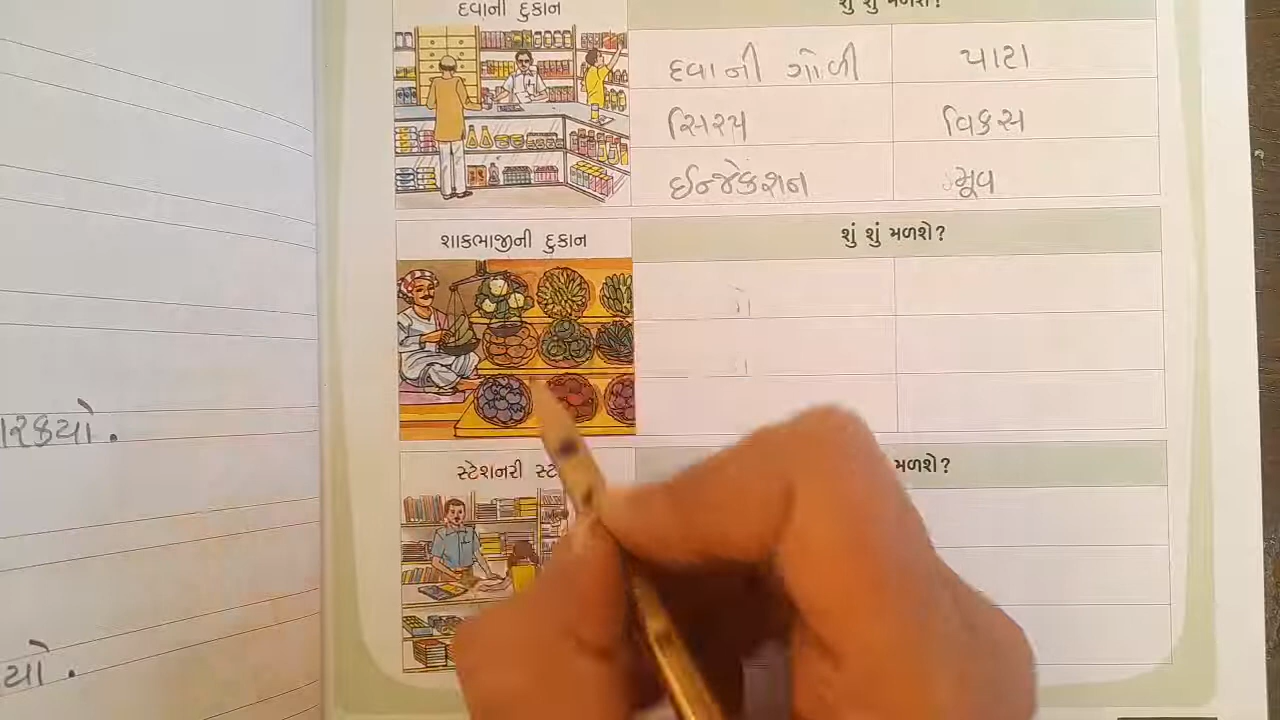 દવાની દુકાન
શું શું મળશે?
દવાની ગોળી
પાટા
સિરપ
વિકસ
ઈન્જેકશન
મૂવ
શાકભાજીની દુકાન
શું શું મળશે?
સ્ટેશનરી
મળશે?